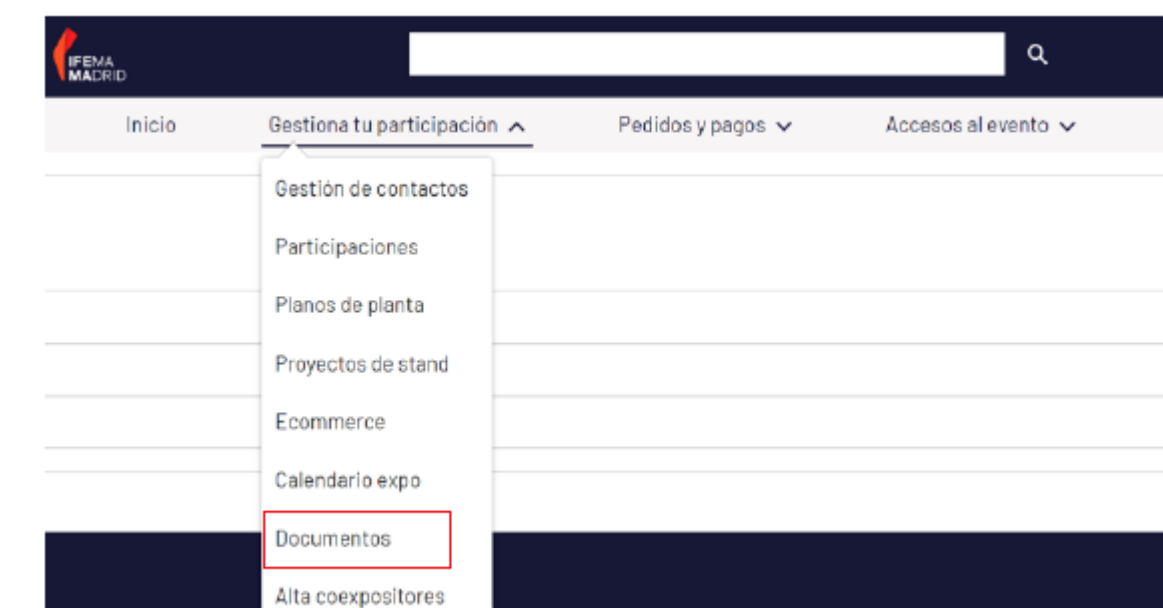 IFEMA
MADRID
Inicio Gestiona tu participación Pedidos y pagos Accesos al evento
Gestión de contactos
Participaciones
Planos de planta
Proyectos de stand
Ecommerce
Calendario expo
Documentos
Alta coexpositores